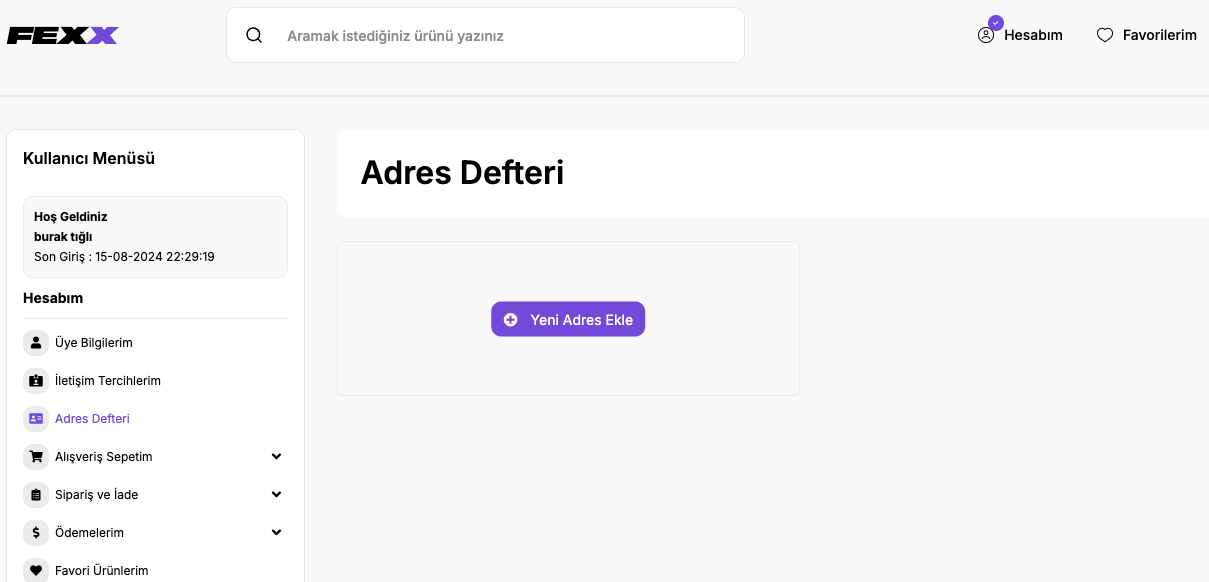 FEXX
Aramak istediğiniz ürünü yazınız
Hesabım
Favorilerim
Kullanıcı Menüsü
Hoş Geldiniz
burak tığlı
Son Giriş : 15-08-2024 22:29:19
Hesabım
Üye Bilgilerim
İletişim Tercihlerim
Adres Defteri
Alışveriş Sepetim
Sipariş ve İade
Ödemelerim
Favori Ürünlerim
Adres Defteri
Yeni Adres Ekle